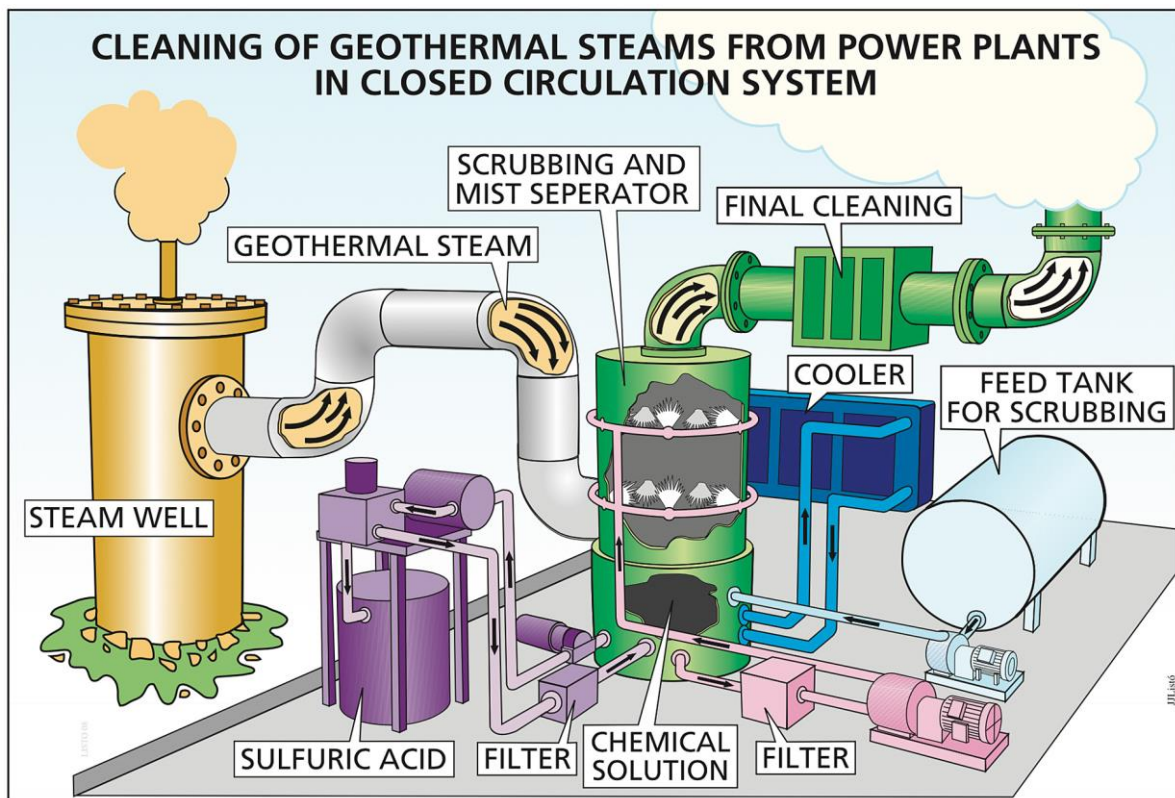 CLEANING OF GEOTHERMAL STEAMS FROM POWER PLANTS
IN CLOSED CIRCULATION SYSTEM
SCRUBBING AND
MIST SEPERATOR
FINAL CLEANING
GEOTHERMAL STEAM
COOLER
FEED TANK
FOR SCRUBBING
STEAM WELL
SULFURIC ACID
FILTER
CHEMICAL
SOLUTION
FILTER
JJListó